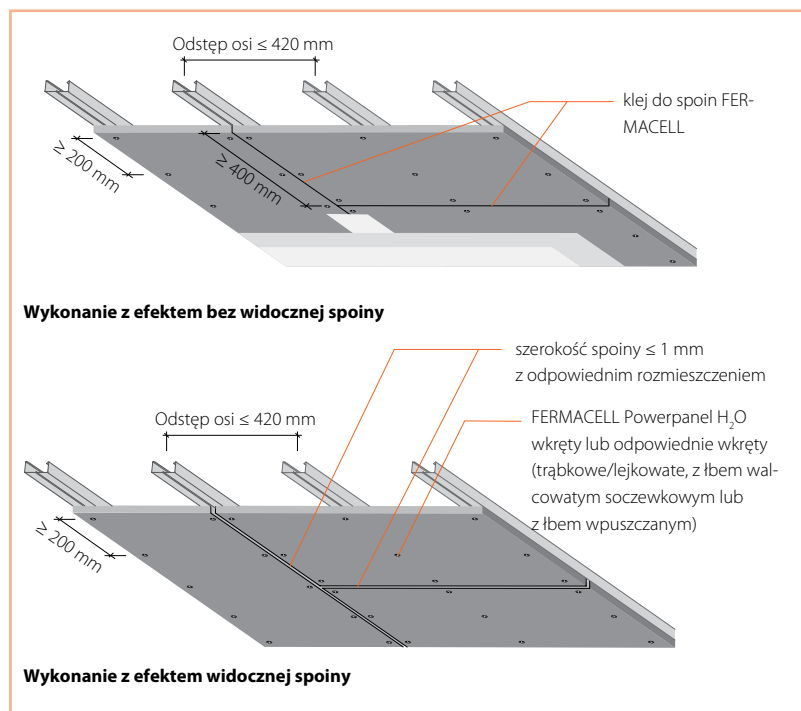 Odstęp osi ≤ 420 mm
klej do spoin FER-
MACELL
≥ 200 mm
≥ 400 mm
Wykonanie z efektem bez widocznej spoiny
szerokość spoiny ≤ 1 mm
z odpowiednim rozmieszczeniem
Odstęp osi ≤ 420 mm
FERMACELL Powerpanel H₂O
wkręty lub odpowiednie wkręty
(trąbkowe/lejkowate, z łbem wal-
cowatym soczewkowym lub
z łbem wpuszczanym)
≥ 200 mm
Wykonanie z efektem widocznej spoiny